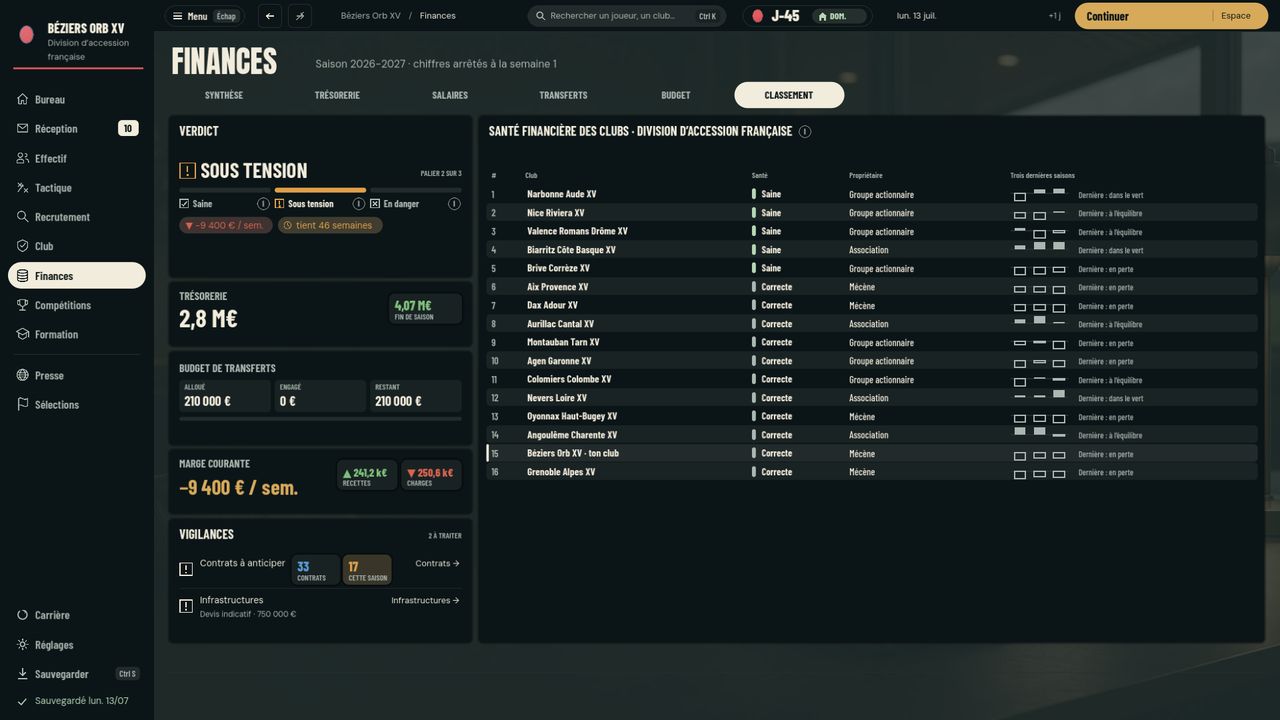 BÉZIERS ORB XV
Division d'accession
française
Bureau
Réception 10
Effectif
Tactique
Recrutement
Club
Finances
Compétitions
Formation
Presse
Sélections
Carrière
Réglages
Sauvegarder Ctrl S
Sauvegardé lun. 13/07
Menu Échap
Béziers Orb XV / Finances
Rechercher un joueur, un club.. Ctrl K
J-45 DOM.
lun. 13 juil.
+1 j
Continuer Espace
FINANCES
Saison 2026-2027 · chiffres arrêtés à la semaine 1
SYNTHÈSE TRÉSORERIE SALAIRES TRANSFERTS BUDGET CLASSEMENT
VERDICT
SOUS TENSION PALIER 2 SUR 3
Saine Sous tension En danger
▼ −9 400 € / sem. tient 46 semaines
TRÉSORERIE
2,8 M€
4,07 M€
FIN DE SAISON
BUDGET DE TRANSFERTS
ALLOUÉ ENGAGÉ RESTANT
210 000 € 0 € 210 000 €
MARGE COURANTE
−9 400 € / sem.
▲ 241,2 k€ ▼ 250,6 k€
RECETTES CHARGES
VIGILANCES 2 À TRAITER
Contrats à anticiper 33 17 Contrats →
CONTRATS CETTE SAISON
Infrastructures Infrastructures →
Devis indicatif · 750 000 €
SANTÉ FINANCIÈRE DES CLUBS · DIVISION D'ACCESSION FRANÇAISE
# Club Santé Propriétaire Trois dernières saisons
1 Narbonne Aude XV Saine Groupe actionnaire Dernière : dans le vert
2 Nice Riviera XV Saine Groupe actionnaire Dernière : à l'équilibre
3 Valence Romans Drôme XV Saine Groupe actionnaire Dernière : à l'équilibre
4 Biarritz Côte Basque XV Saine Association Dernière : dans le vert
5 Brive Corrèze XV Saine Groupe actionnaire Dernière : en perte
6 Aix Provence XV Correcte Mécène Dernière : en perte
7 Dax Adour XV Correcte Mécène Dernière : en perte
8 Aurillac Cantal XV Correcte Association Dernière : à l'équilibre
9 Montauban Tarn XV Correcte Groupe actionnaire Dernière : en perte
10 Agen Garonne XV Correcte Groupe actionnaire Dernière : en perte
11 Colomiers Colombe XV Correcte Groupe actionnaire Dernière : à l'équilibre
12 Nevers Loire XV Correcte Association Dernière : dans le vert
13 Oyonnax Haut-Bugey XV Correcte Mécène Dernière : en perte
14 Angoulême Charente XV Correcte Association Dernière : à l'équilibre
15 Béziers Orb XV · ton club Correcte Mécène Dernière : en perte
16 Grenoble Alpes XV Correcte Mécène Dernière : en perte